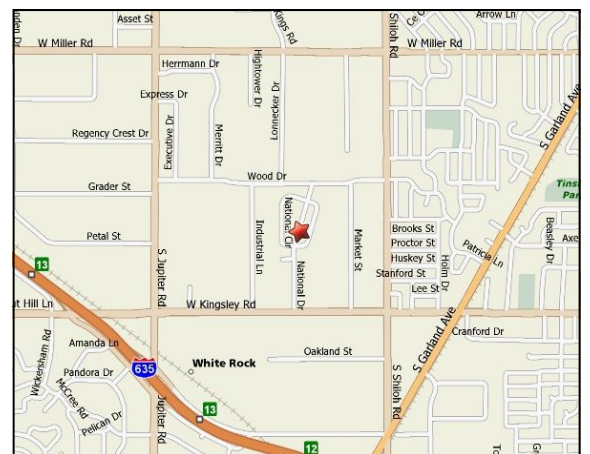 Asset St
Arrow Ln
Shiloh Rd
W Miller Rd
W Miller Rd
Herrmann Dr
Hightower Dr
Lonnecker Dr
Express Dr
Executive Dr
Merritt Dr
Regency Crest Dr
S Garland Ave
Wood Dr
Grader St
National Cir
Industrial Ln
Market St
Brooks St
Proctor St
Huskey St
Stanford St
Lee St
Holm Dr
Patricia Ln
Beasley Dr
Petal St
S Jupiter Rd
National Dr
13
W Kingsley Rd
Cranford Dr
S Garland Ave
Amanda Ln
Wickersham Rd
Pandora Dr
McCree Rd
Pelican Dr
635
White Rock
Oakland St
S Shiloh Rd
Jupiter Rd
13
12